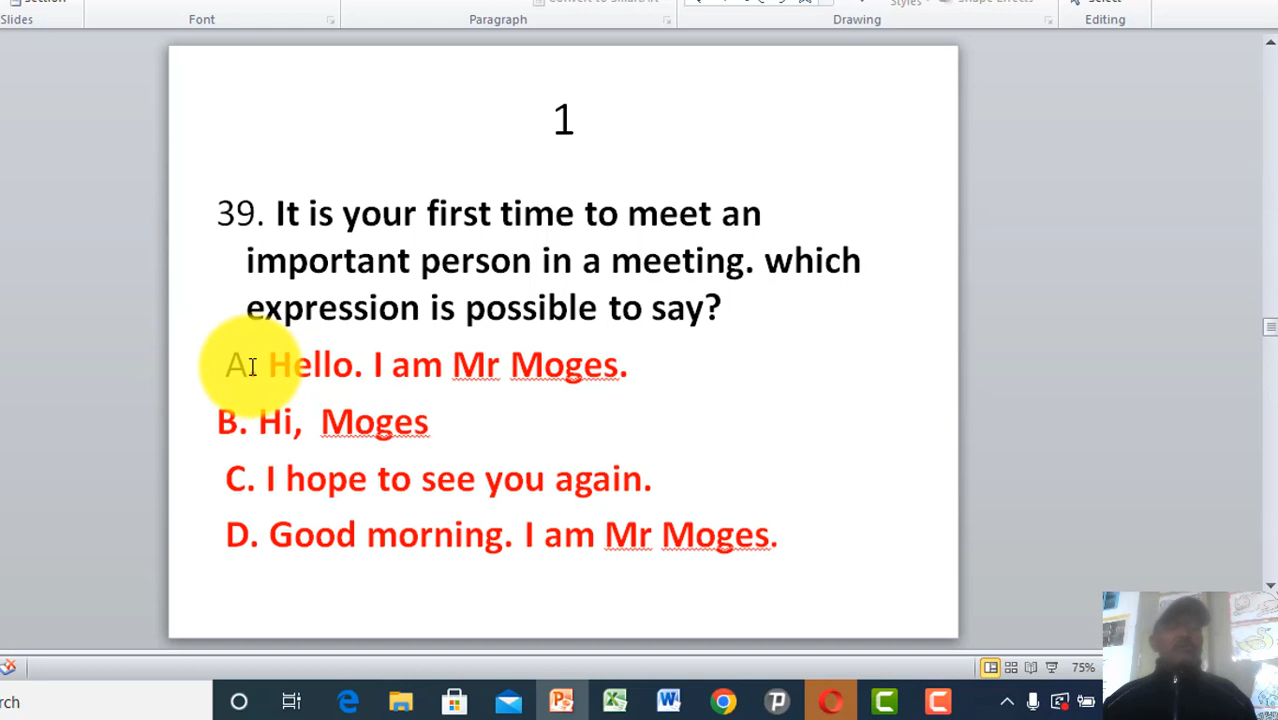 Slides
Font
Paragraph
Drawing
Editing
1
39. It is your first time to meet an
important person in a meeting. which
expression is possible to say?
A. Hello. I am Mr Moges.
B. Hi, Moges
C. I hope to see you again.
D. Good morning. I am Mr Moges.
75%
rch